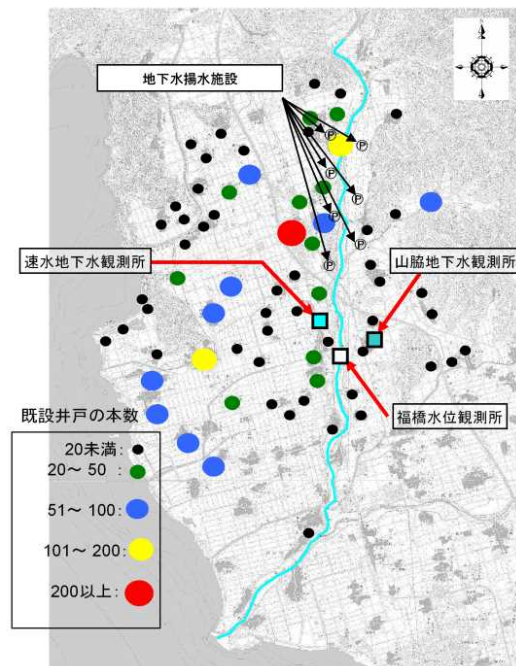 地下水揚水施設
Ⓟ
Ⓟ
Ⓟ
Ⓟ
Ⓟ
Ⓟ
Ⓟ
速水地下水観測所
山脇地下水観測所
福橋水位観測所
既設井戸の本数
20未満:
20～ 50 :
51～ 100:
101～ 200:
200以上: